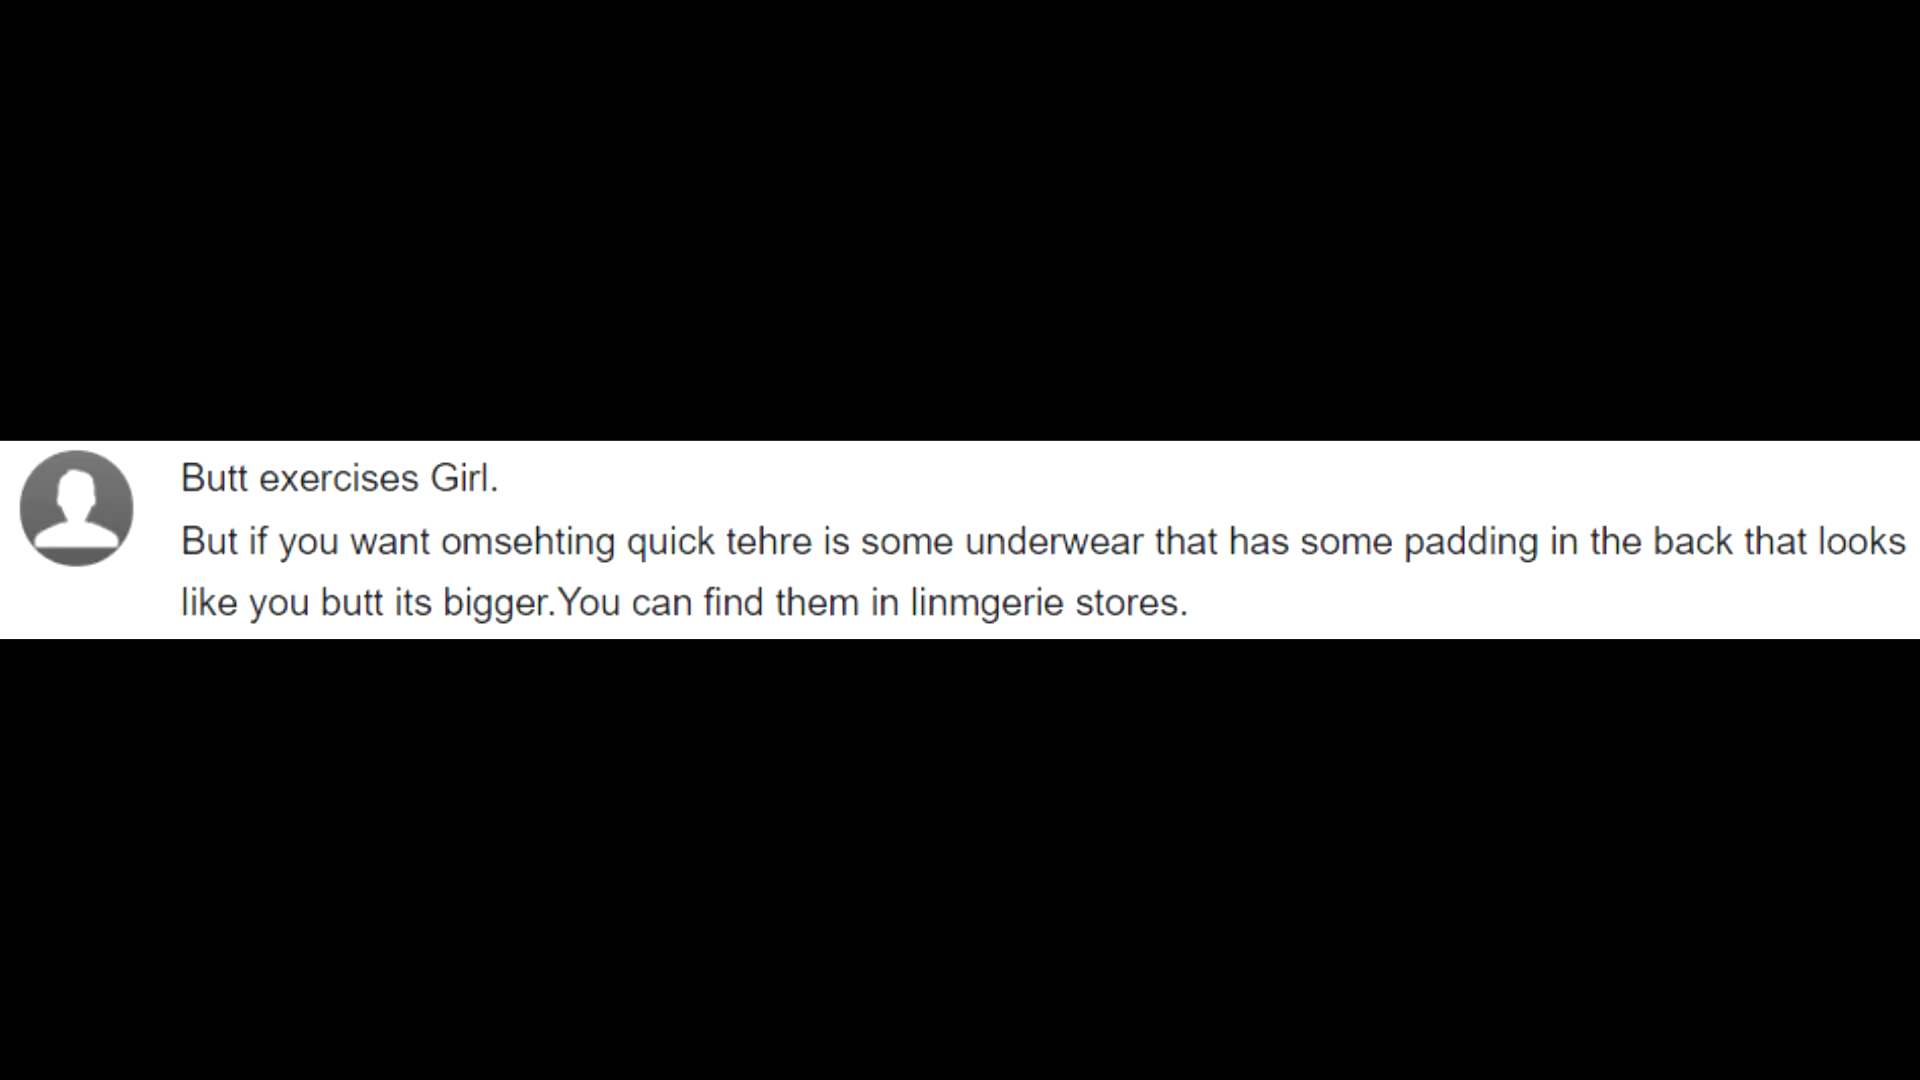 Butt exercises Girl.
But if you want omsehting quick tehre is some underwear that has some padding in the back that looks
like you butt its bigger.You can find them in linmgerie stores.